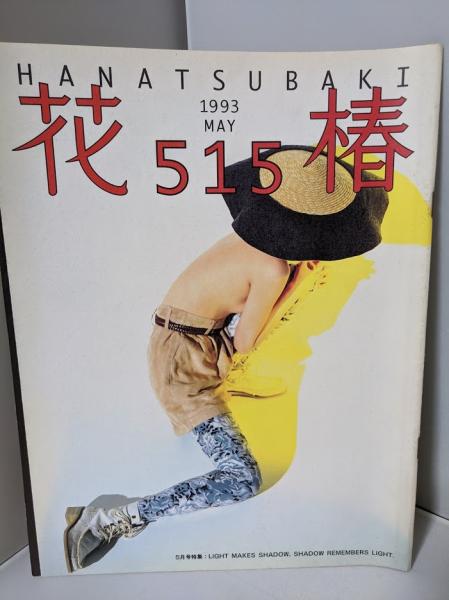 HANATSUBAKI
1993
MAY
花 515 椿
5月号特集：LIGHT MAKES SHADOW. SHADOW REMEMBERS LIGHT.